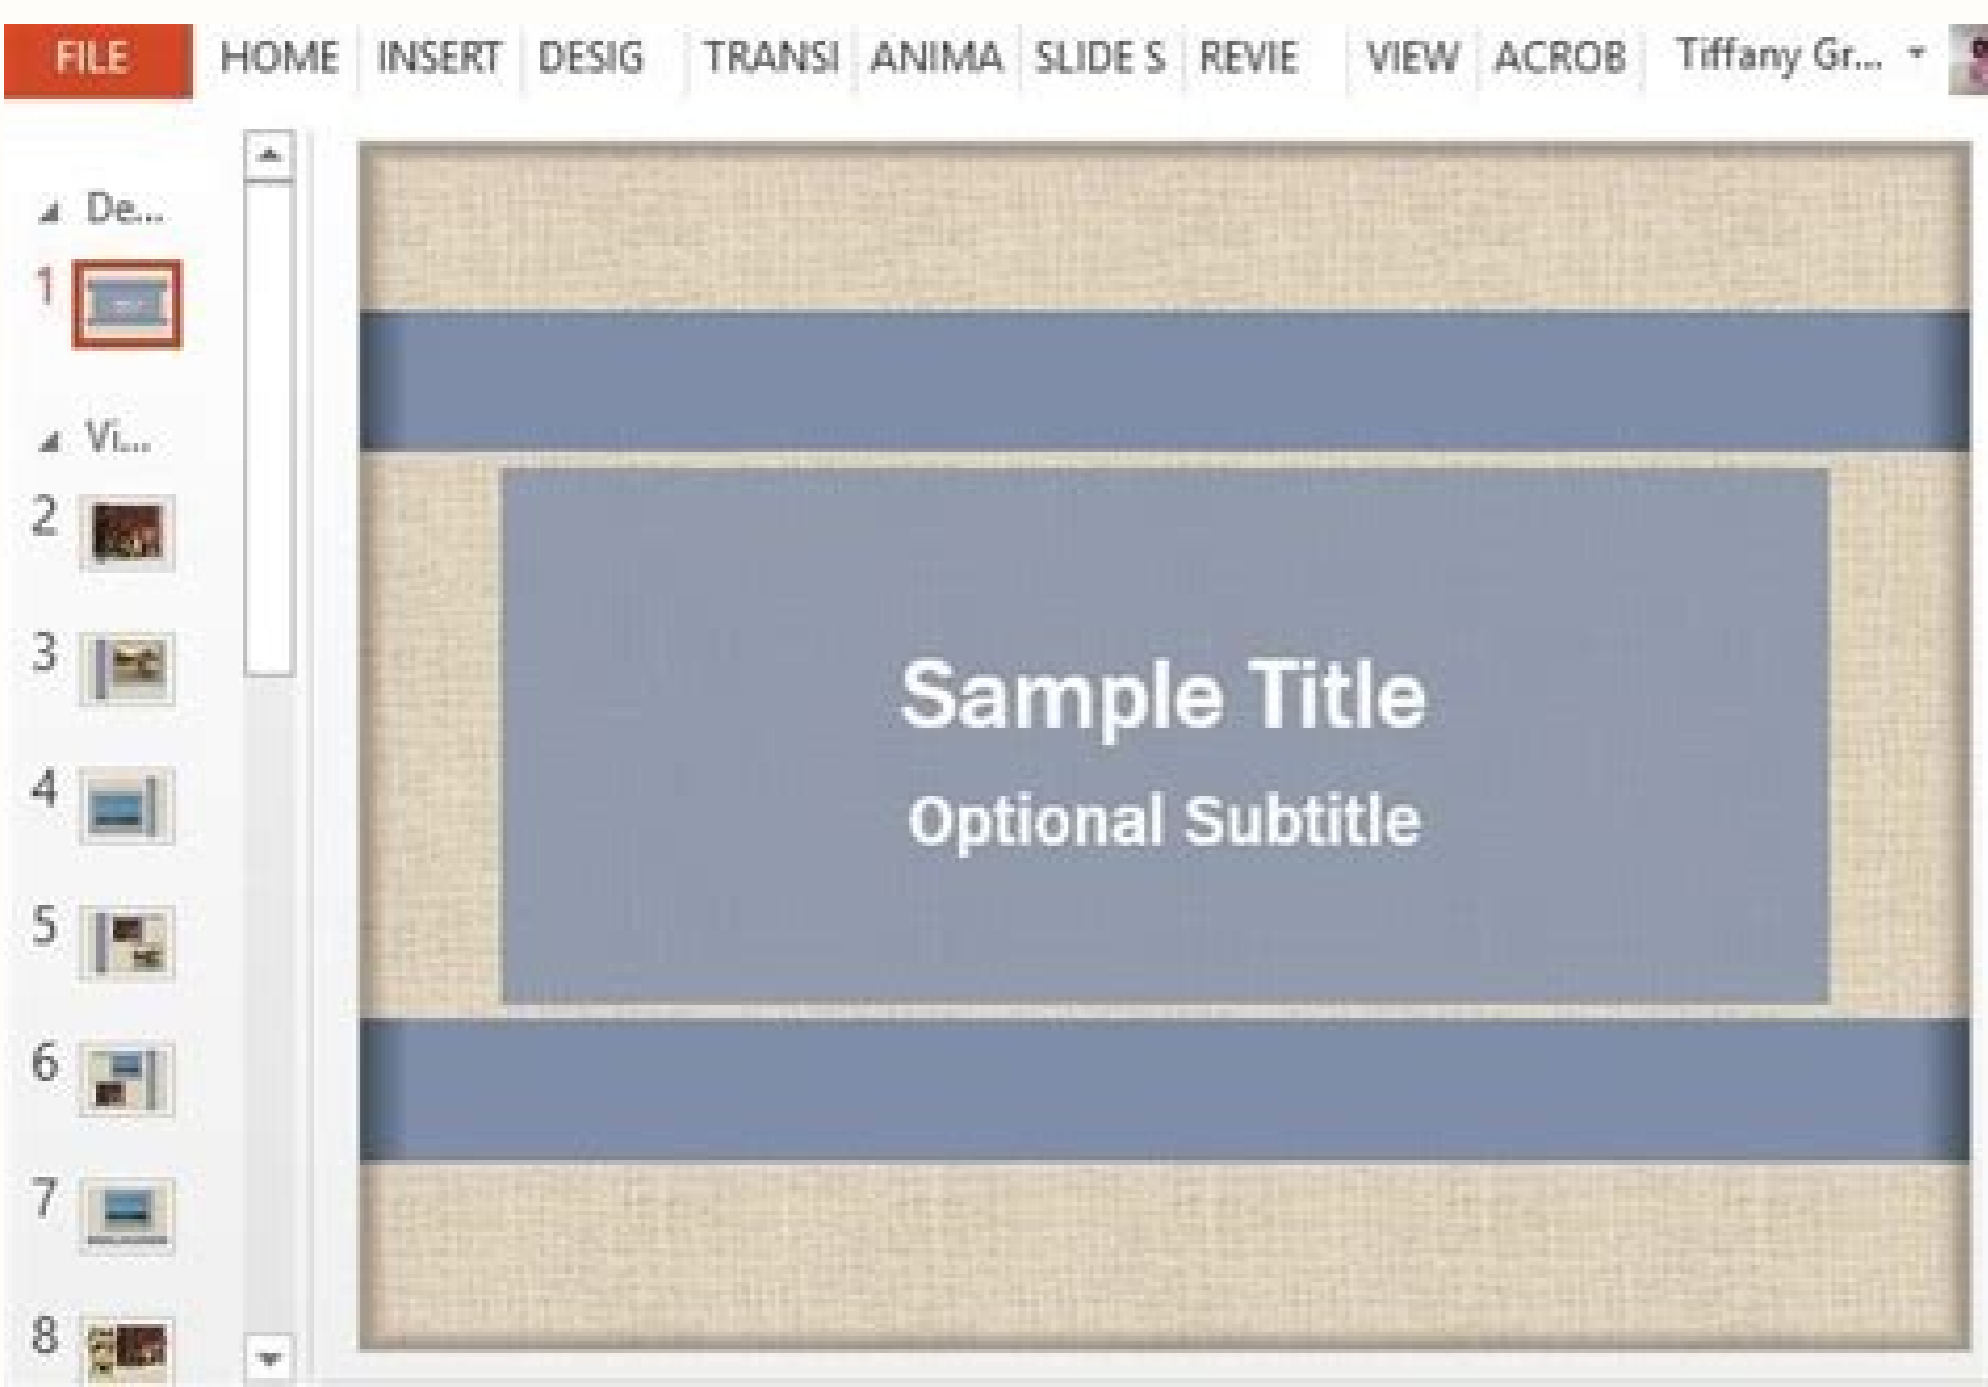 FILE HOME INSERT DESIG TRANSI ANIMA SLIDE S REVIE VIEW ACROB Tiffany Gr...
De...
1
Vi...
2
3
4
5
6
7
8
Sample Title
Optional Subtitle